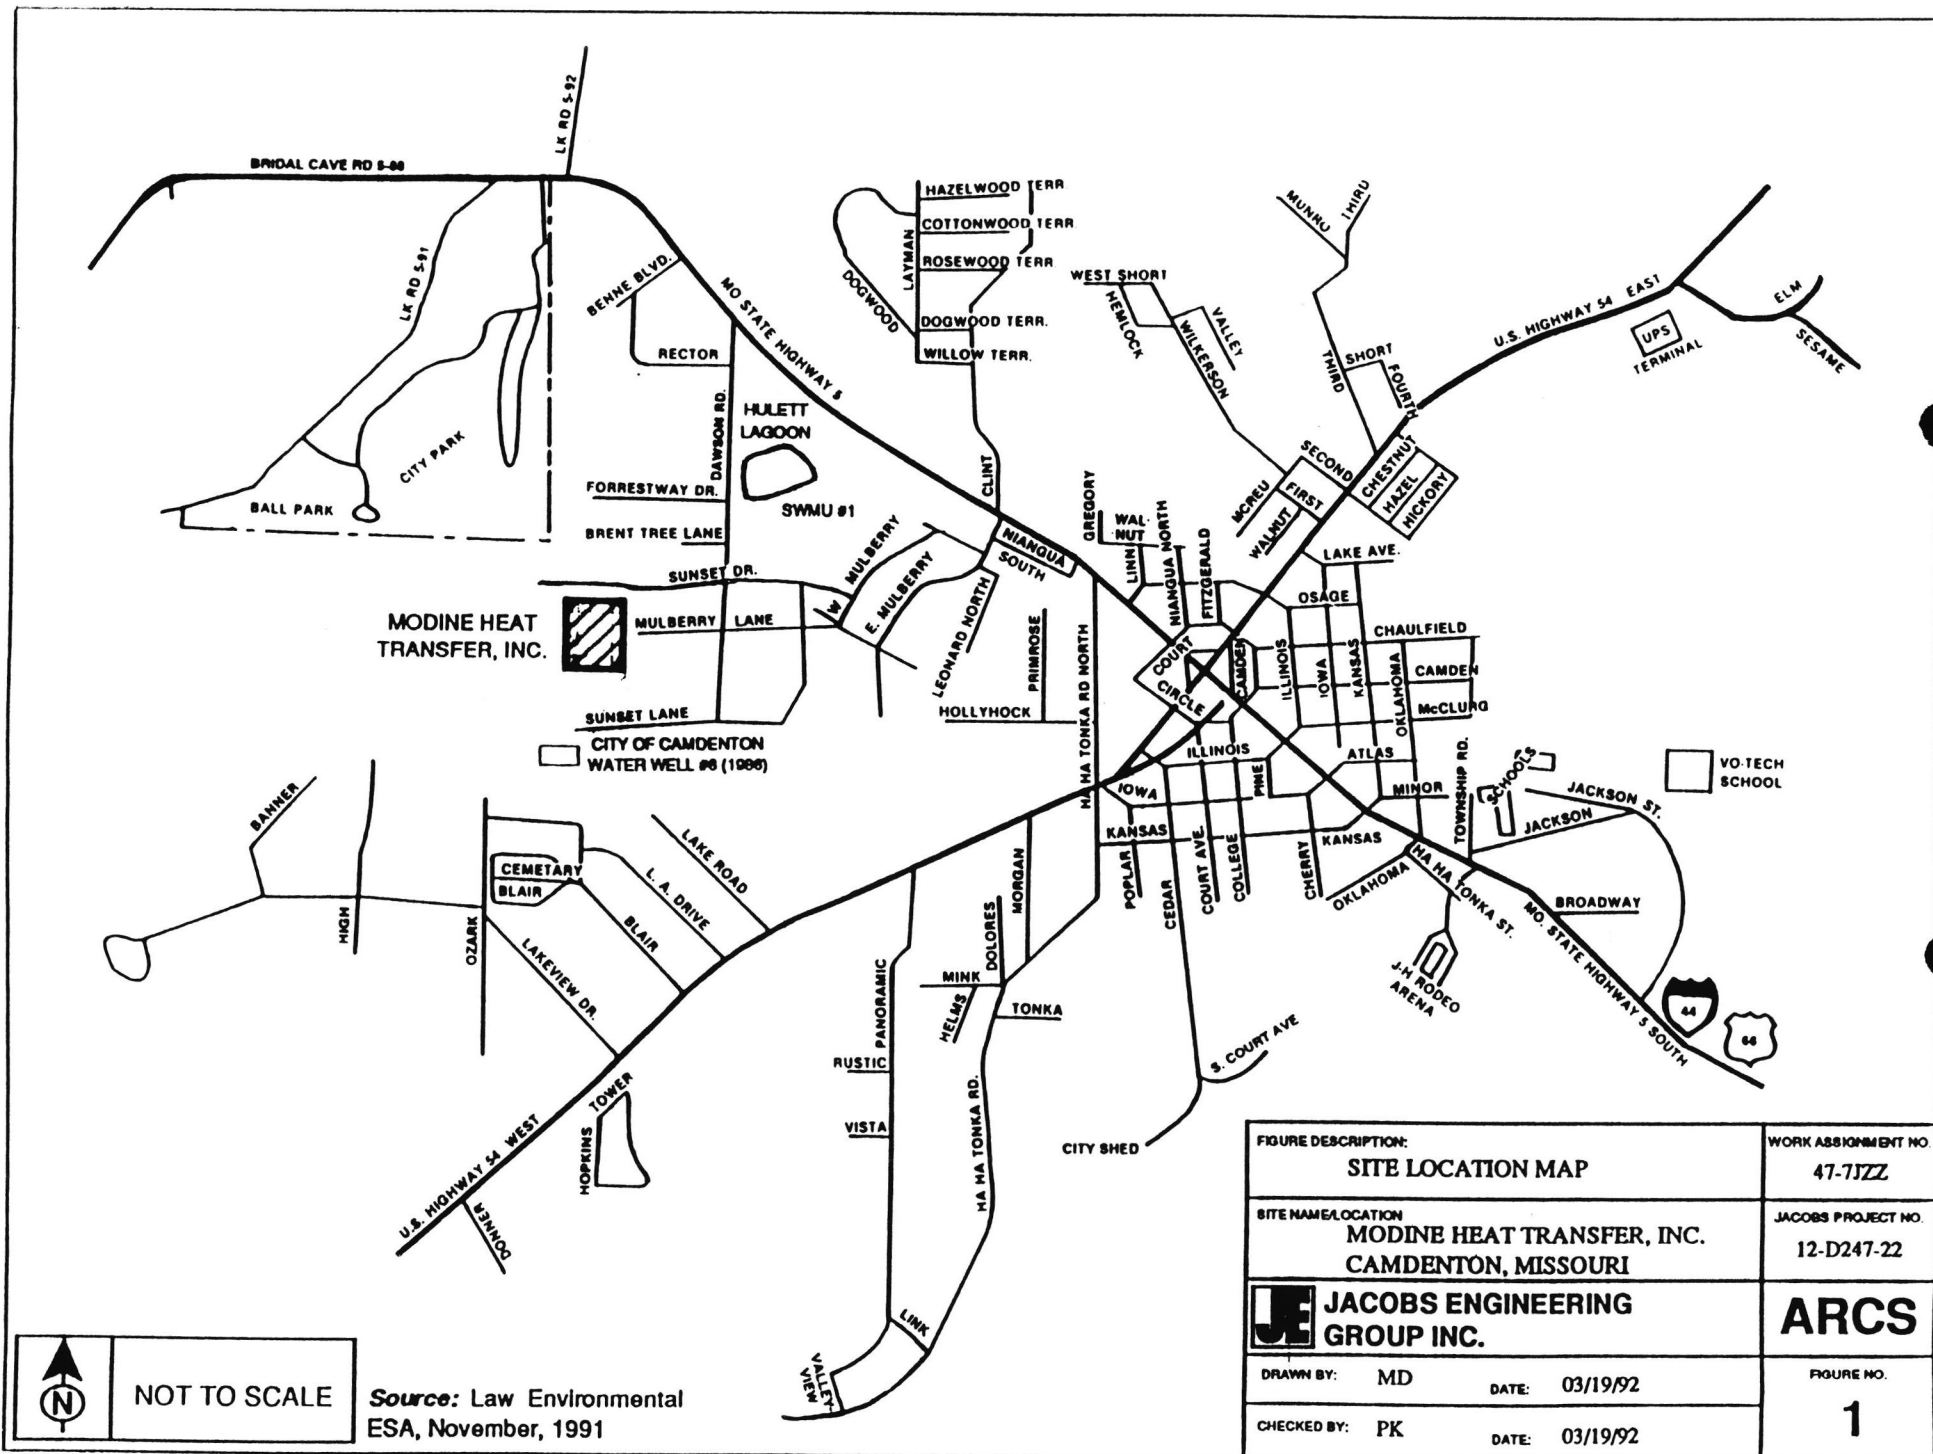 LK RD 5-92
BRIDAL CAVE RD 5-88
LK RD 5-91
CITY PARK
BALL PARK
BENNE BLVD.
RECTOR
DAWSON RD.
MO STATE HIGHWAY 5
HULETT
LAGOON
SWMU #1
FORRESTWAY DR.
BRENT TREE LANE
SUNSET DR.
MODINE HEAT
TRANSFER, INC.
MULBERRY LANE
SUNSET LANE
CITY OF CAMDENTON
WATER WELL #6 (1986)
W MULBERRY
E. MULBERRY
LEONARD NORTH
NIANGUA
SOUTH
CLINT
DOGWOOD
LAYMAN
HAZELWOOD TERR
COTTONWOOD TERR
ROSEWOOD TERR
DOGWOOD TERR.
WILLOW TERR.
WEST SHORT
HEMLOCK
WILKERSON
VALLEY
MUNRO
THIRD
THIRD
SHORT
FOURTH
U.S. HIGHWAY 54 EAST
UPS
TERMINAL
ELM
SESAME
SECOND
FIRST
MCREU
WALNUT
CHESTNUT
HAZEL
HICKORY
GREGORY
WAL-
NUT
LINN
NIANGUA NORTH
FITZGERALD
LAKE AVE.
OSAGE
CHAULFIELD
CAMDEN
McCLURG
COURT
CIRCLE
CAMDEN
ILLINOIS
IOWA
KANSAS
OKLAHOMA
PRIMROSE
HOLLYHOCK
HA HA TONKA RD NORTH
ILLINOIS
IOWA
KANSAS
PINE
ATLAS
MINOR
KANSAS
POPLAR
CEDAR
COURT AVE.
COLLEGE
CHERRY
OKLAHOMA
TOWNSHIP RD.
SCHOOLS
JACKSON ST.
JACKSON
VO-TECH
SCHOOL
HA HA TONKA ST.
BROADWAY
MO. STATE HIGHWAY 5 SOUTH
J-H RODEO
ARENA
44
66
BANNER
HIGH
OZARK
CEMETARY
BLAIR
LAKE ROAD
L. A. DRIVE
BLAIR
LAKEVIEW DR.
MORGAN
DOLORES
MINK
HELMS
TONKA
PANORAMIC
RUSTIC
VISTA
HA HA TONKA RD.
S. COURT AVE
CITY SHED
TOWER
HOPKINS
U.S. HIGHWAY 54 WEST
DONNER
LINK
VALLEY-
VIEW
N
NOT TO SCALE
Source: Law Environmental
ESA, November, 1991
FIGURE DESCRIPTION:
SITE LOCATION MAP
WORK ASSIGNMENT NO.
47-7JZZ
SITE NAME/LOCATION
MODINE HEAT TRANSFER, INC.
CAMDENTON, MISSOURI
JACOBS PROJECT NO.
12-D247-22
JE
JACOBS ENGINEERING
GROUP INC.
ARCS
DRAWN BY: MD DATE: 03/19/92
CHECKED BY: PK DATE: 03/19/92
FIGURE NO.
1